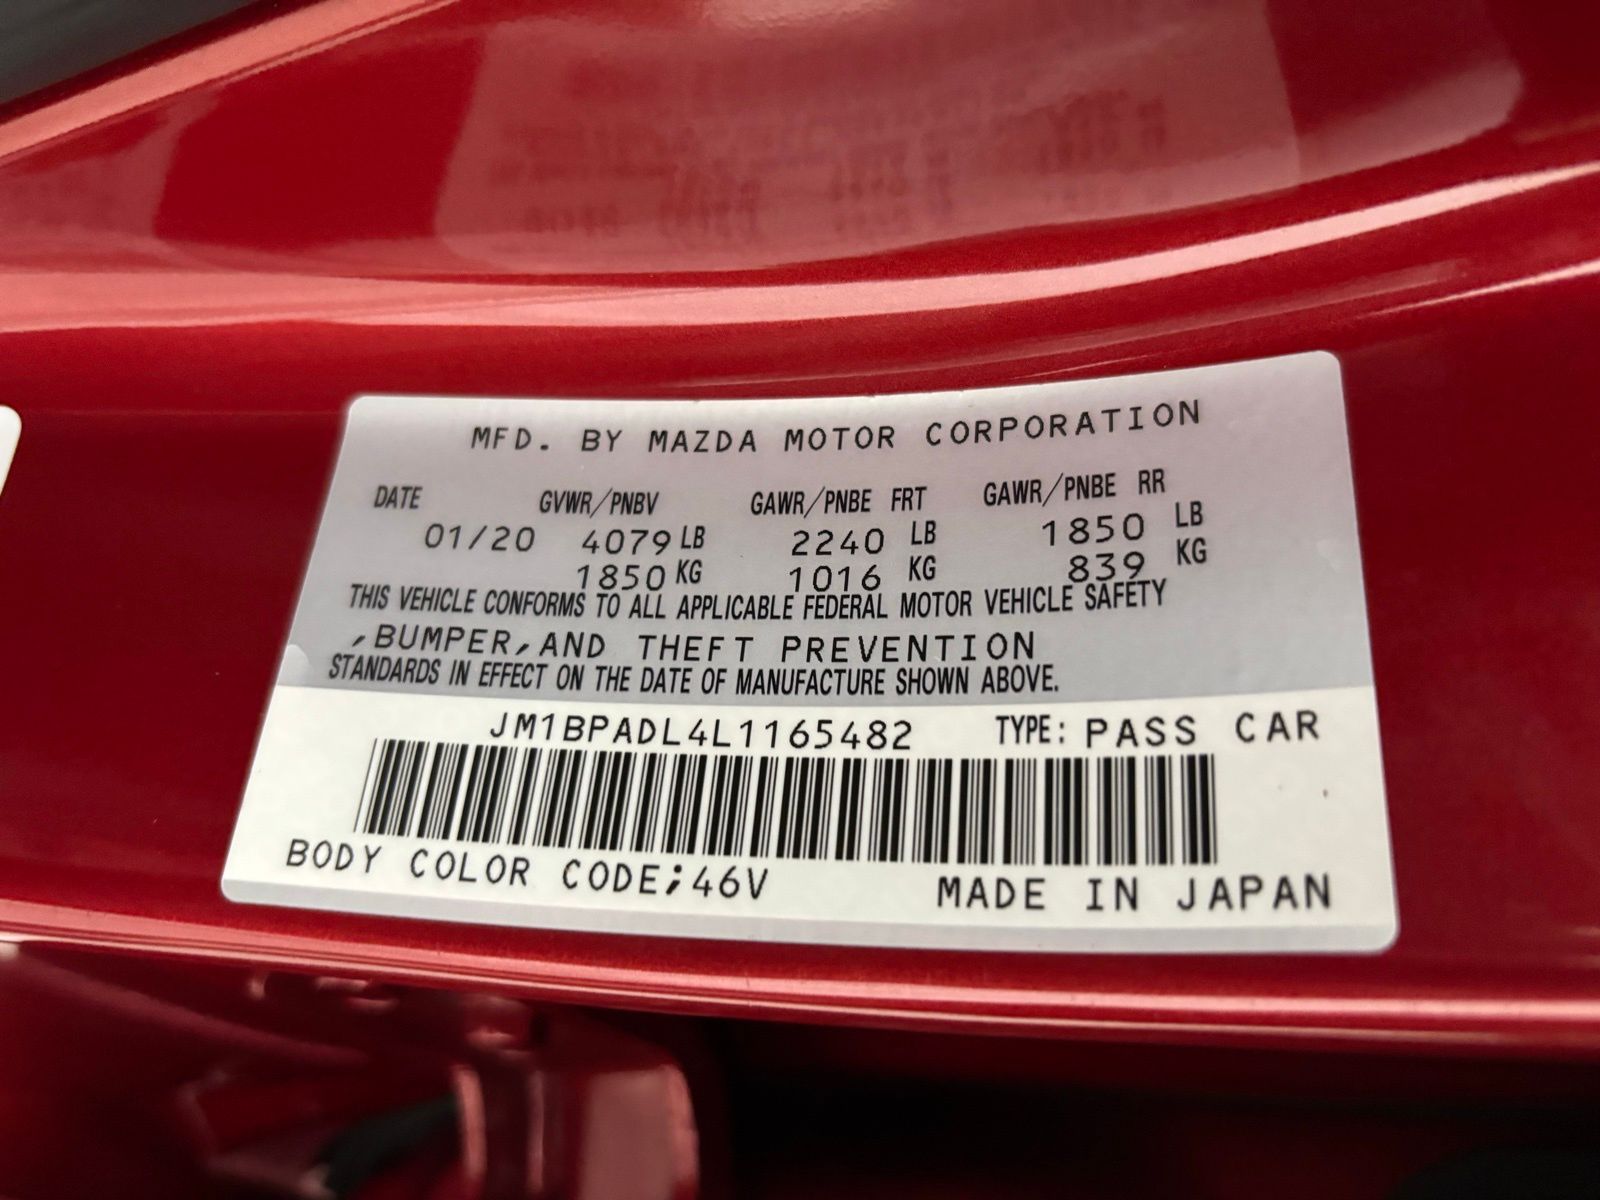 MFD. BY MAZDA MOTOR CORPORATION
DATE GVWR/PNBV GAWR/PNBE FRT GAWR/PNBE RR
01/20 4079 LB 2240 LB 1850 LB
1850 KG 1016 KG 839 KG
THIS VEHICLE CONFORMS TO ALL APPLICABLE FEDERAL MOTOR VEHICLE SAFETY
,BUMPER,AND THEFT PREVENTION
STANDARDS IN EFFECT ON THE DATE OF MANUFACTURE SHOWN ABOVE.
JM1BPADL4L1165482 TYPE: PASS CAR
BODY COLOR CODE;46V MADE IN JAPAN